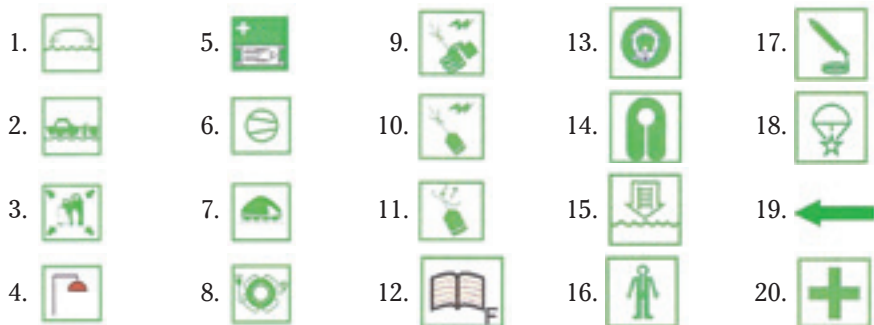 1. 5. 9. 13. 17.
2. 6. 10. 14. 18.
3. 7. 11. 15. 19.
4. 8. 12. F 16. 20.